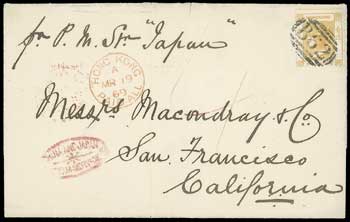 pr P. M. Str "Japan"
HONG KONG
A
MR 19
69
B62
Messrs Macondray & Co.
San Francisco
California